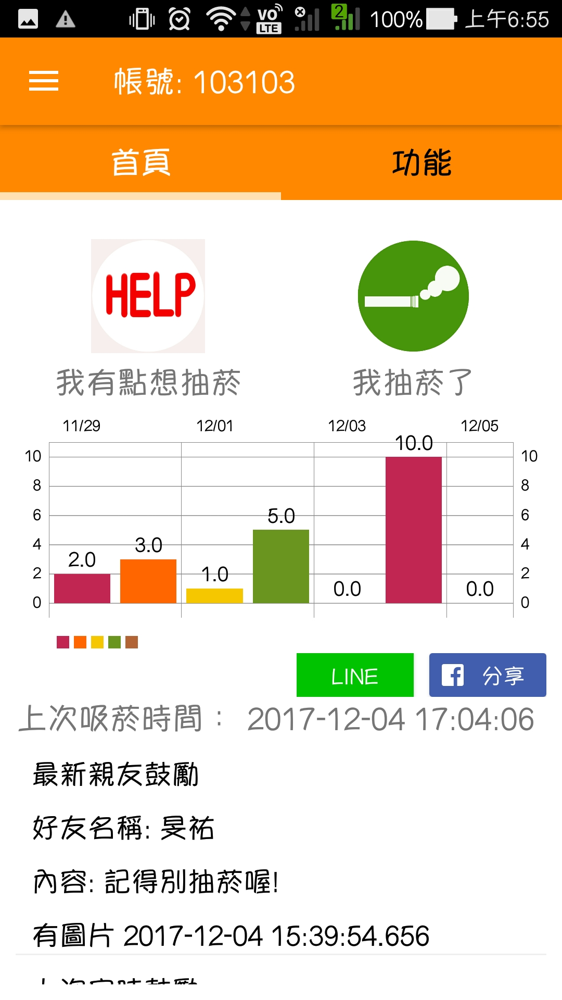 2 VO LTE 100% 上午6:55
帳號: 103103
首頁 功能
HELP
我有點想抽菸 我抽菸了
11/29 12/01 12/03 12/05
10.0
10 10
8 8
6 5.0 6
4 3.0 4
2.0
2 1.0 2
0.0 0.0
0 0
LINE 分享
上次吸菸時間： 2017-12-04 17:04:06
最新親友鼓勵
好友名稱: 旻祐
內容: 記得別抽菸喔!
有圖片 2017-12-04 15:39:54.656